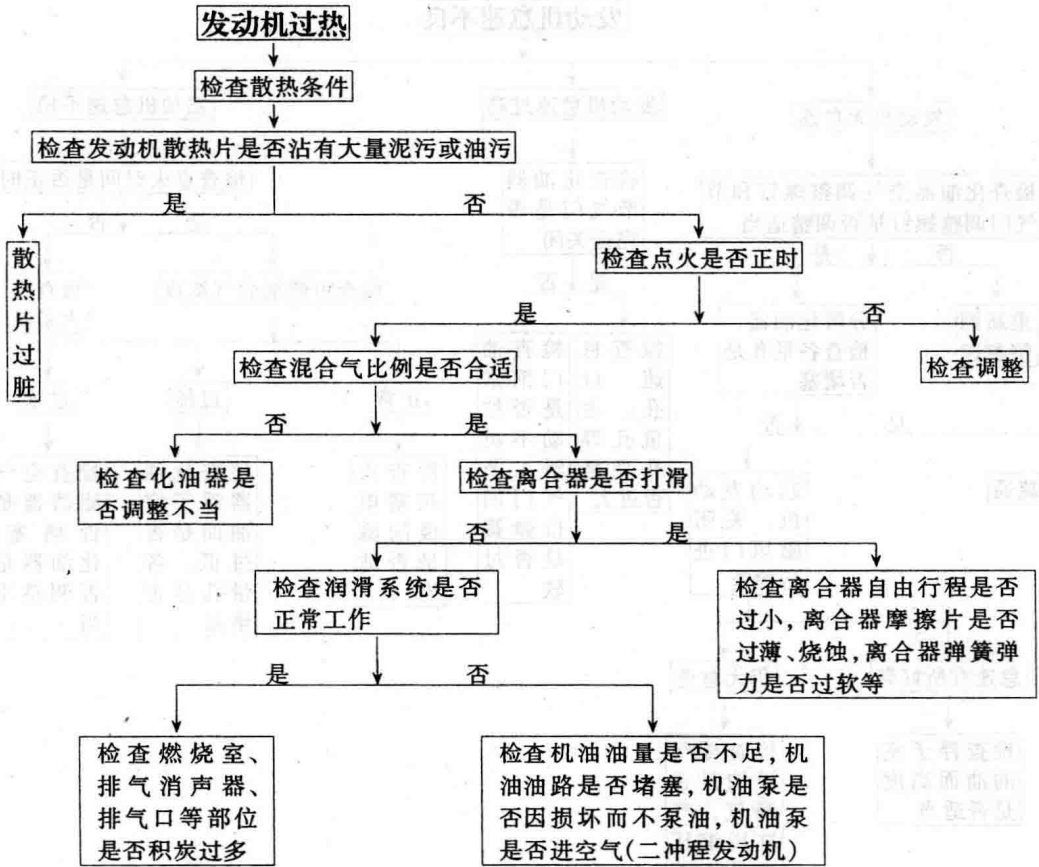 发动机过热
检查散热条件
检查发动机散热片是否沾有大量泥污或油污
是
否
散
热
片
过
脏
检查点火是否正时
是
否
检查混合气比例是否合适
检查调整
否
是
检查化油器是
否调整不当
检查离合器是否打滑
否
是
检查润滑系统是否
正常工作
检查离合器自由行程是否
过小，离合器摩擦片是否
过薄、烧蚀，离合器弹簧弹
力是否过软等
是
否
检查燃烧室、
排气消声器、
排气口等部位
是否积炭过多
检查机油油量是否不足，机
油油路是否堵塞，机油泵是
否因损坏而不泵油，机油泵
是否进空气(二冲程发动机)